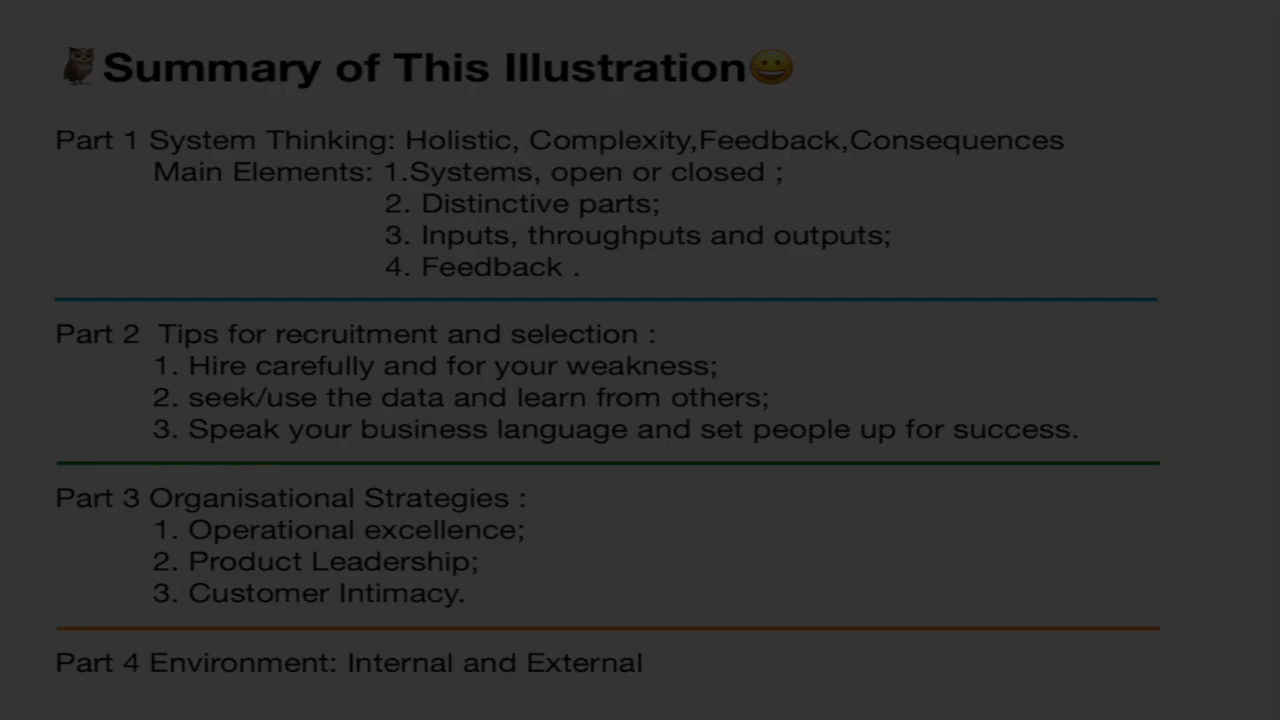 🦉Summary of This Illustration😀
Part 1 System Thinking: Holistic, Complexity,Feedback,Consequences
Main Elements: 1.Systems, open or closed ;
2. Distinctive parts;
3. Inputs, throughputs and outputs;
4. Feedback .
Part 2  Tips for recruitment and selection :
1. Hire carefully and for your weakness;
2. seek/use the data and learn from others;
3. Speak your business language and set people up for success.
Part 3 Organisational Strategies :
1. Operational excellence;
2. Product Leadership;
3. Customer Intimacy.
Part 4 Environment: Internal and External